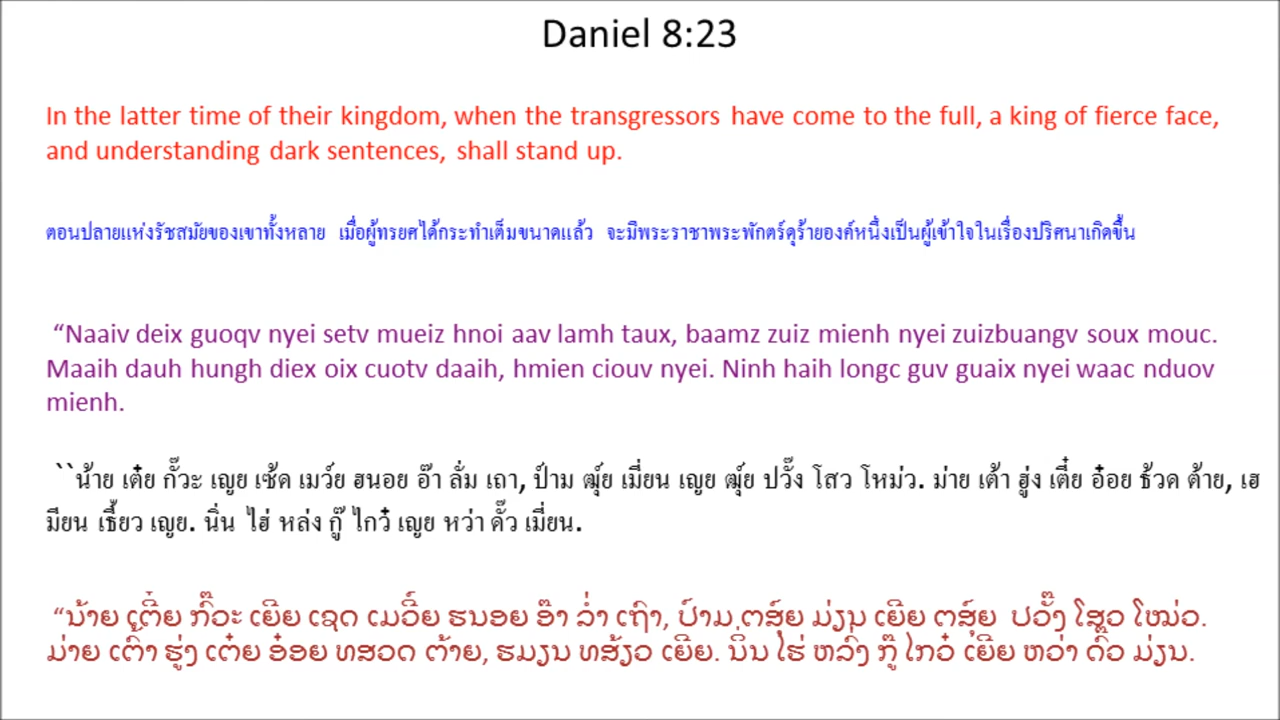 Daniel 8:23
In the latter time of their kingdom, when the transgressors have come to the full, a king of fierce face,
and understanding dark sentences, shall stand up.
ตอนปลายแห่งรัชสมัยของเขาทั้งหลาย เมื่อผู้ทรยศได้กระทำเต็มขนาดแล้ว จะมีพระราชาพระพักตร์ดุร้ายองค์หนึ่งเป็นผู้เข้าใจในเรื่องปริศนาเกิดขึ้น
“Naaiv deix guoqv nyei setv mueiz hnoi aav lamh taux, baamz zuiz mienh nyei zuizbuangv soux mouc.
Maaih dauh hungh diex oix cuotv daaih, hmien ciouv nyei. Ninh haih longc guv guaix nyei waac nduov
mienh.
``น้าย เต๋ย กั๊วะ เญย เซ้ค เมว์ย ฮนอย อ๊า ลั่ม เถา, ป์าม ฒุ์ย เมี่ยน เญย ฒุ์ย ปวั๊ง โสว โหม่ว. ม่าย เต้า ฮู่ง เตี๋ย อ๋อย ธ้วด ต้าย, เฮ
มียน เธี้ยว เญย. นิ่น ไฮ่ หล่ง กู๊ ไกว๋ เญย หว่า ดั๊ว เมี่ยน.
“ນ້າຍ ເຕີ໋ຍ ກົ໊ວະ ເຍີຍ ເຊດ ເມວີ໌ຍ ຮນອຍ ອ໊າ ລ່ຳ ເຖົາ, ປ໌າມ ຕສຸ໌ຍ ມ່ຽນ ເຍີຍ ຕສຸ໌ຍ ປວັ໊ງ ໂສວ ໂໝ່ວ.
ມ່າຍ ເຕົ້າ ຮູ່ງ ເຕ໋ຍ ອ໋ອຍ ທສວດ ຕ້າຍ, ຮມຽນ ທສ້ຽວ ເຍີຍ. ນິ່ນ ໄຮ່ ຫລົ່ງ ກູ໊ ໄກວ໋ ເຍີຍ ຫວ່າ ດົ໊ວ ມ່ຽນ.